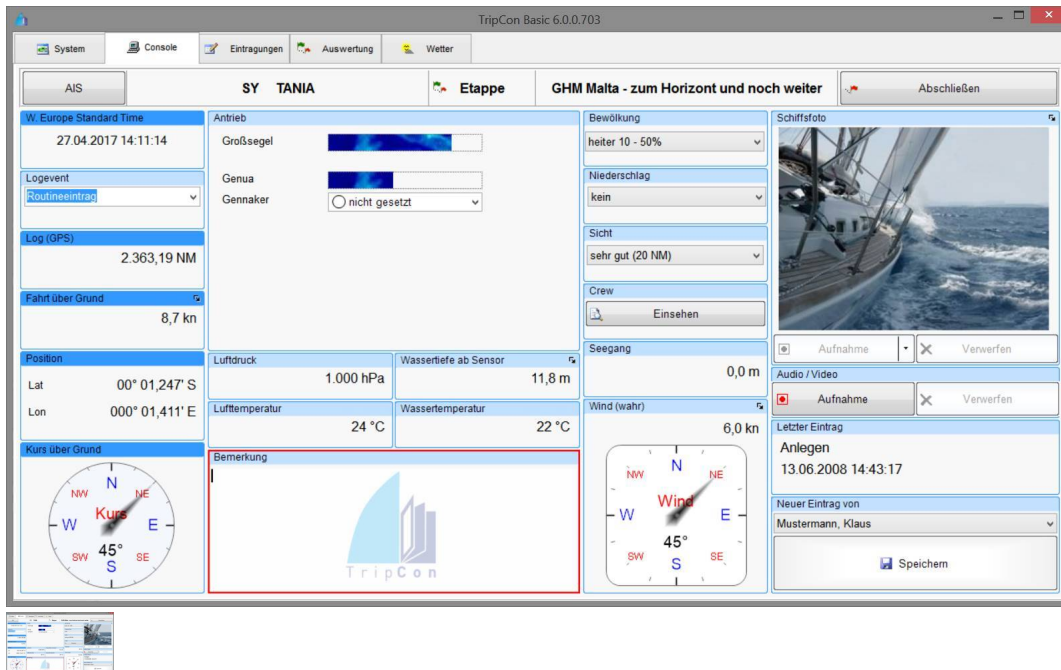 TripCon Basic 6.0.0.703
System
Console
Eintragungen
Auswertung
Wetter
AIS
SY TANIA
Etappe
GHM Malta - zum Horizont und noch weiter
Abschließen
W. Europe Standard Time
27.04.2017 14:11:14
Logevent
Routineeintrag
Log (GPS)
2.363,19 NM
Fahrt über Grund
8,7 kn
Position
Lat 00° 01,247' S
Lon 000° 01,411' E
Kurs über Grund
N
NW NE
Kurs
W E
45°
SW SE
S
Antrieb
Großsegel
Genua
Gennaker nicht gesetzt
Luftdruck
1.000 hPa
Wassertiefe ab Sensor
11,8 m
Lufttemperatur
24 °C
Wassertemperatur
22 °C
Bemerkung
TripCon
Bewölkung
heiter 10 - 50%
Niederschlag
kein
Sicht
sehr gut (20 NM)
Crew
Einsehen
Seegang
0,0 m
Wind (wahr)
6,0 kn
N
NW NE
Wind
W E
45°
SW SE
S
Schiffsfoto
Aufnahme
Verwerfen
Audio / Video
Aufnahme
Verwerfen
Letzter Eintrag
Anlegen
13.06.2008 14:43:17
Neuer Eintrag von
Mustermann, Klaus
Speichern